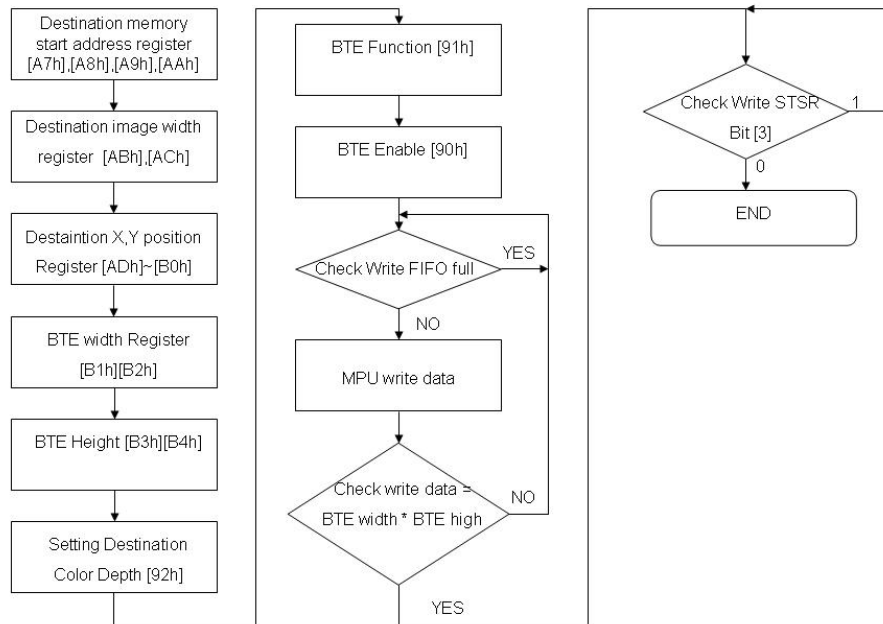 Destination memory
start address register
[A7h],[A8h],[A9h],[AAh]
Destination image width
register [ABh],[ACh]
Destaintion X,Y position
Register [ADh]~[B0h]
BTE width Register
[B1h][B2h]
BTE Height [B3h][B4h]
Setting Destination
Color Depth [92h]
BTE Function [91h]
BTE Enable [90h]
Check Write FIFO full
YES
NO
MPU write data
Check write data =
BTE width * BTE high
NO
YES
Check Write STSR
Bit [3]
1
0
END